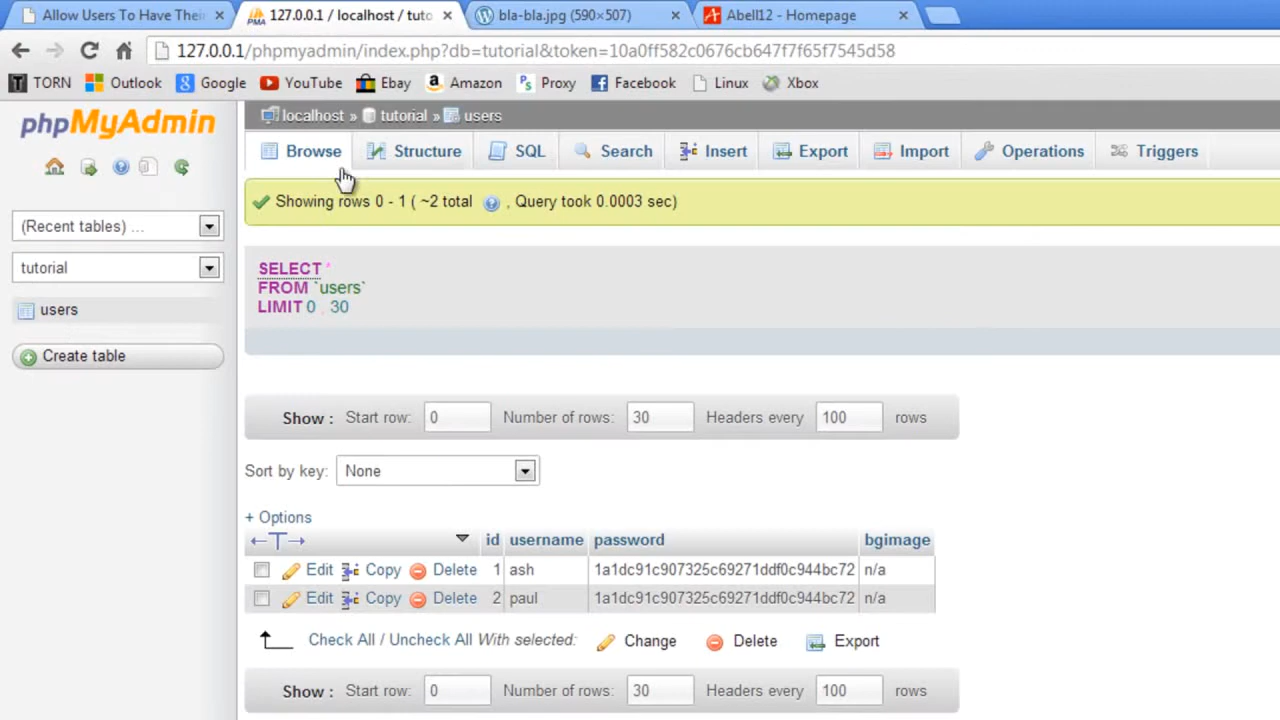 Allow Users To Have Thei
127.0.0.1 / localhost / tuto
bla-bla.jpg (590×507)
Abell12 - Homepage
127.0.0.1/phpmyadmin/index.php?db=tutorial&token=10a0ff582c0676cb647f7f65f7545d58
TORN Outlook Google YouTube Ebay Amazon Proxy Facebook Linux Xbox
phpMyAdmin
localhost » tutorial » users
Browse Structure SQL Search Insert Export Import Operations Triggers
Showing rows 0 - 1 ( ~2 total , Query took 0.0003 sec)
(Recent tables) ...
tutorial
users
Create table
SELECT *
FROM `users`
LIMIT 0 , 30
Show : Start row: 0 Number of rows: 30 Headers every 100 rows
Sort by key: None
+ Options
←T→ id username password bgimage
Edit Copy Delete 1 ash 1a1dc91c907325c69271ddf0c944bc72 n/a
Edit Copy Delete 2 paul 1a1dc91c907325c69271ddf0c944bc72 n/a
Check All / Uncheck All With selected: Change Delete Export
Show : Start row: 0 Number of rows: 30 Headers every 100 rows